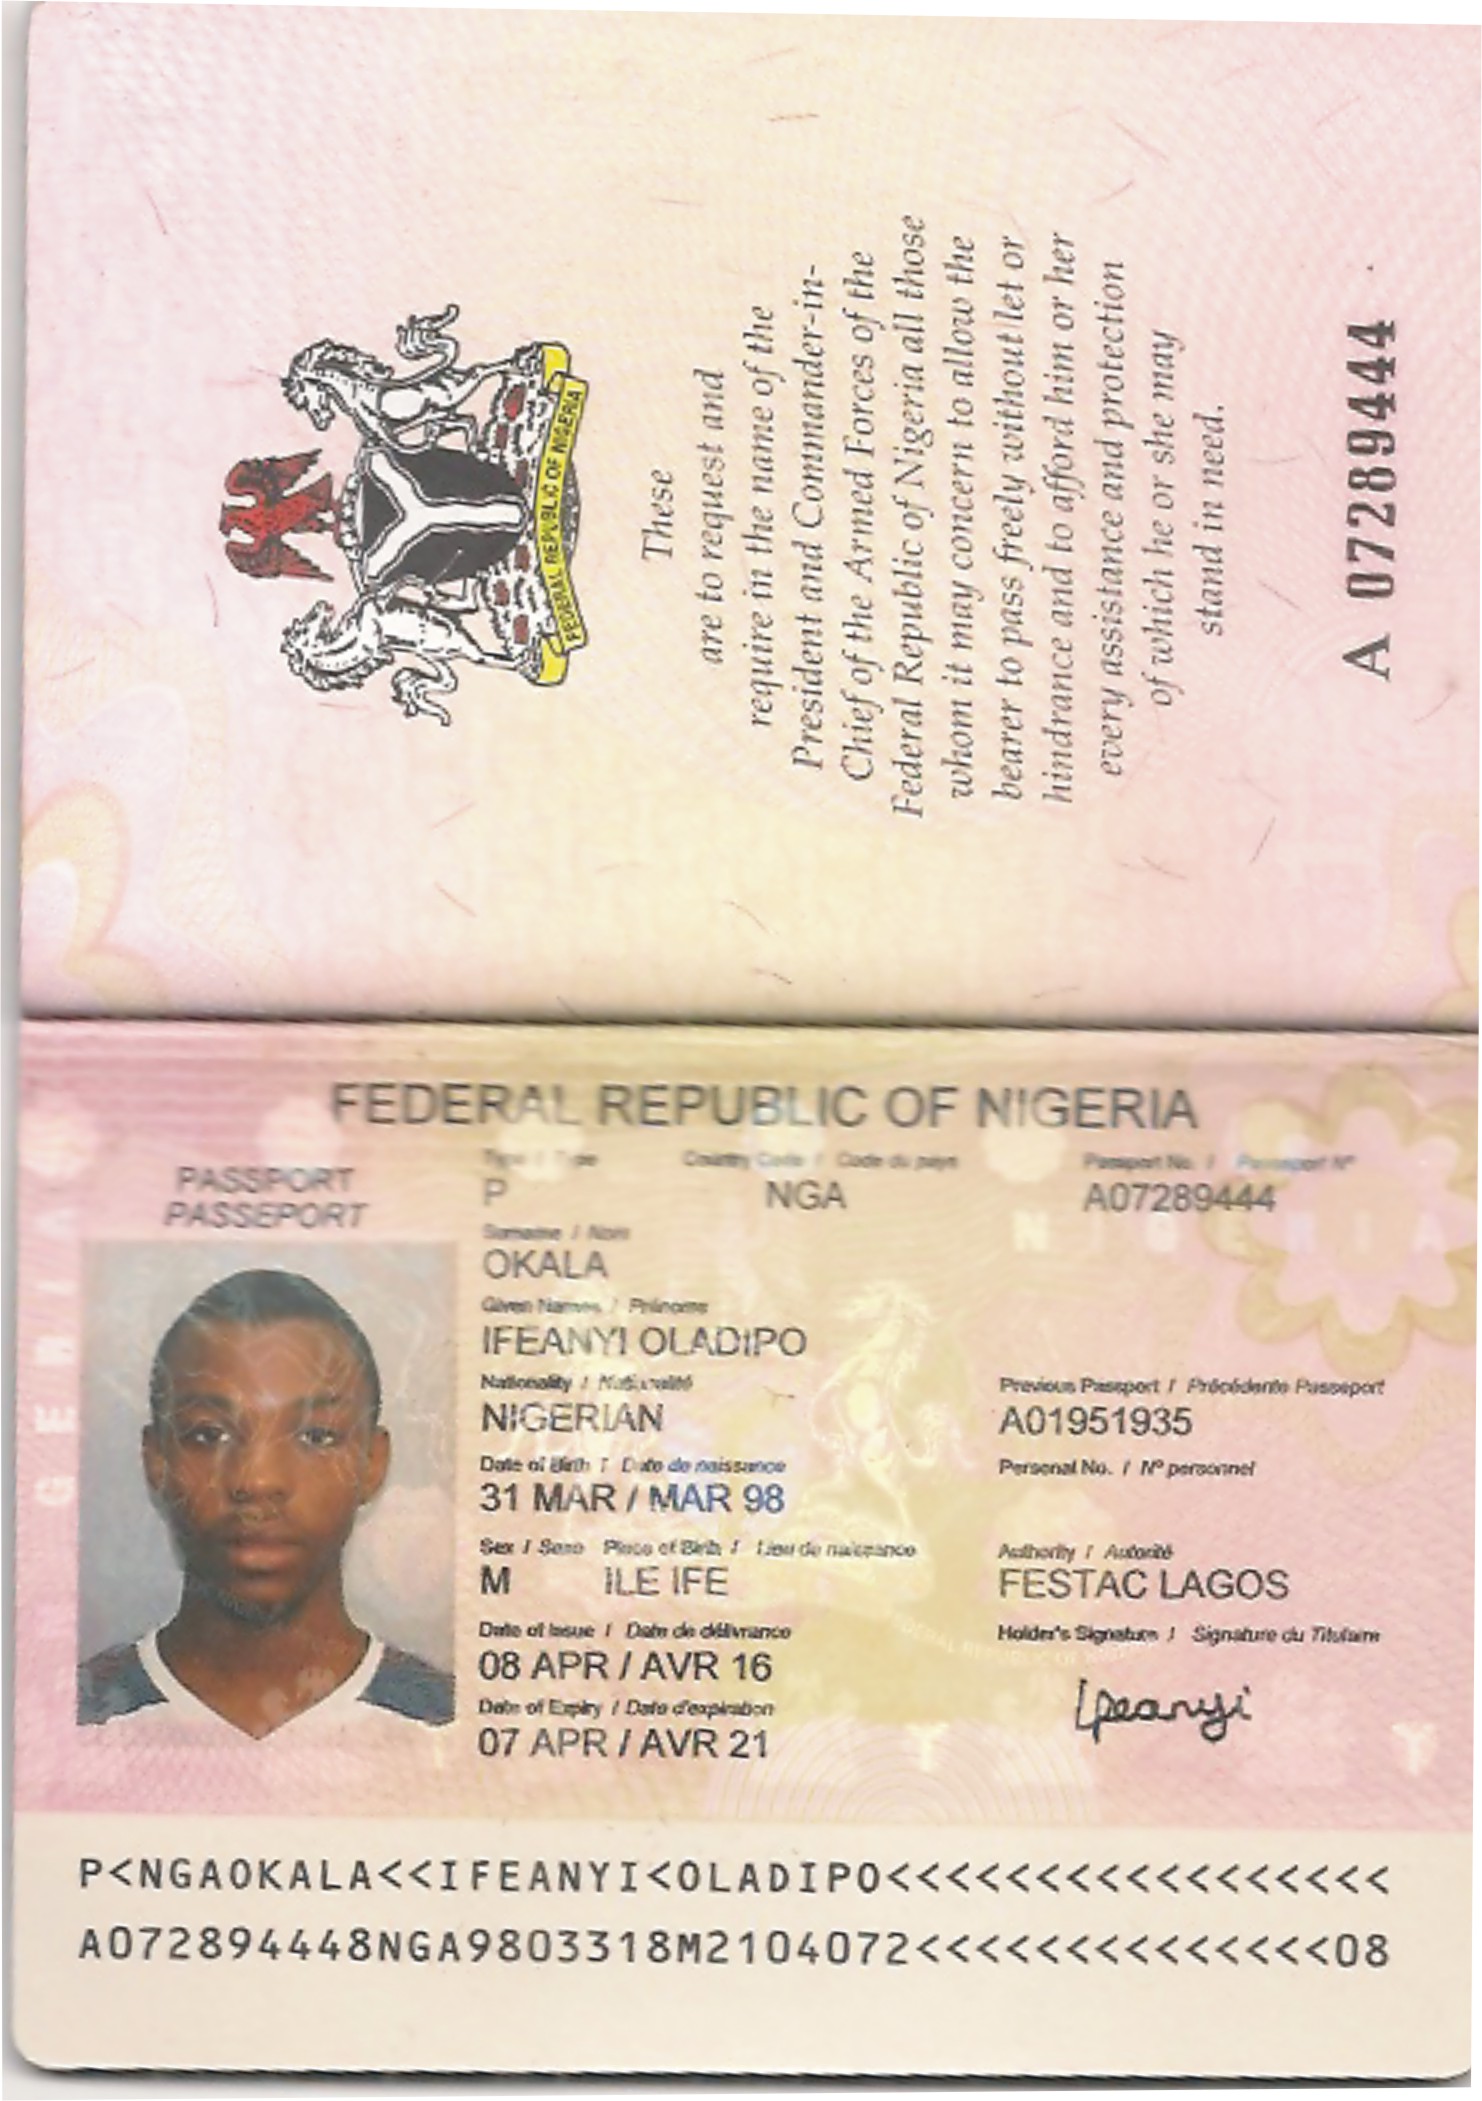 FEDERAL REPUBLIC OF NIGERIA
These
are to request and
require in the name of the
President and Commander-in-
Chief of the Armed Forces of the
Federal Republic of Nigeria all those
whom it may concern to allow the
bearer to pass freely without let or
hindrance and to afford him or her
every assistance and protection
of which he or she may
stand in need.
A 07289444
FEDERAL REPUBLIC OF NIGERIA
PASSPORT
PASSEPORT
Type / Type
P
Country Code / Code du pays
NGA
Passport No. / Passeport Nº
A07289444
Surname / Nom
OKALA
Given Names / Prénoms
IFEANYI OLADIPO
Nationality / Nationalité
NIGERIAN
Previous Passport / Précédente Passeport
A01951935
Date of Birth / Date de naissance
31 MAR / MAR 98
Personal No. / Nº personnel
Sex / Sexe
M
Place of Birth / Lieu de naissance
ILE IFE
Authority / Autorité
FESTAC LAGOS
Date of Issue / Date de délivrance
08 APR / AVR 16
Holder's Signature / Signature du Titulaire
Ifeanyi
Date of Expiry / Date d'expiration
07 APR / AVR 21
P<NGAOKALA<<IFEANYI<OLADIPO<<<<<<<<<<<<<<<<<
A072894448NGA9803318M2104072<<<<<<<<<<<<<<08